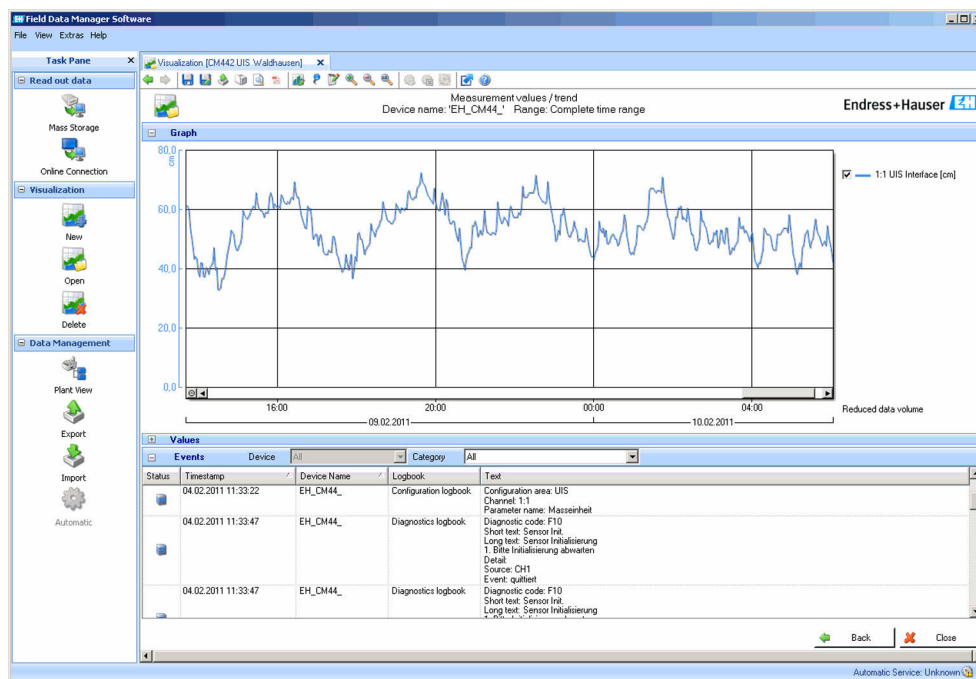 Field Data Manager Software
File View Extras Help
Task Pane
Read out data
Mass Storage
Online Connection
Visualization
New
Open
Delete
Data Management
Plant View
Export
Import
Automatic
Visualization [CM442 UIS Waldhausen]
Measurement values / trend
Device name: 'EH_CM44_' Range: Complete time range
Endress+Hauser EH
Graph
80,0
cm
60,0
40,0
20,0
0,0
16:00 20:00 00:00 04:00
09.02.2011 10.02.2011
1:1 UIS Interface [cm]
Reduced data volume
Values
Events Device All Category All
Status Timestamp Device Name Logbook Text
04.02.2011 11:33:22 EH_CM44_ Configuration logbook Configuration area: UIS
Channel: 1:1
Parameter name: Masseinheit
04.02.2011 11:33:47 EH_CM44_ Diagnostics logbook Diagnostic code: F10
Short text: Sensor Init.
Long text: Sensor Initialisierung
1. Bitte Initialisierung abwarten
Detail:
Source: CH1
Event: quittiert
04.02.2011 11:33:47 EH_CM44_ Diagnostics logbook Diagnostic code: F10
Short text: Sensor Init.
Long text: Sensor Initialisierung
Back Close
Automatic Service: Unknown